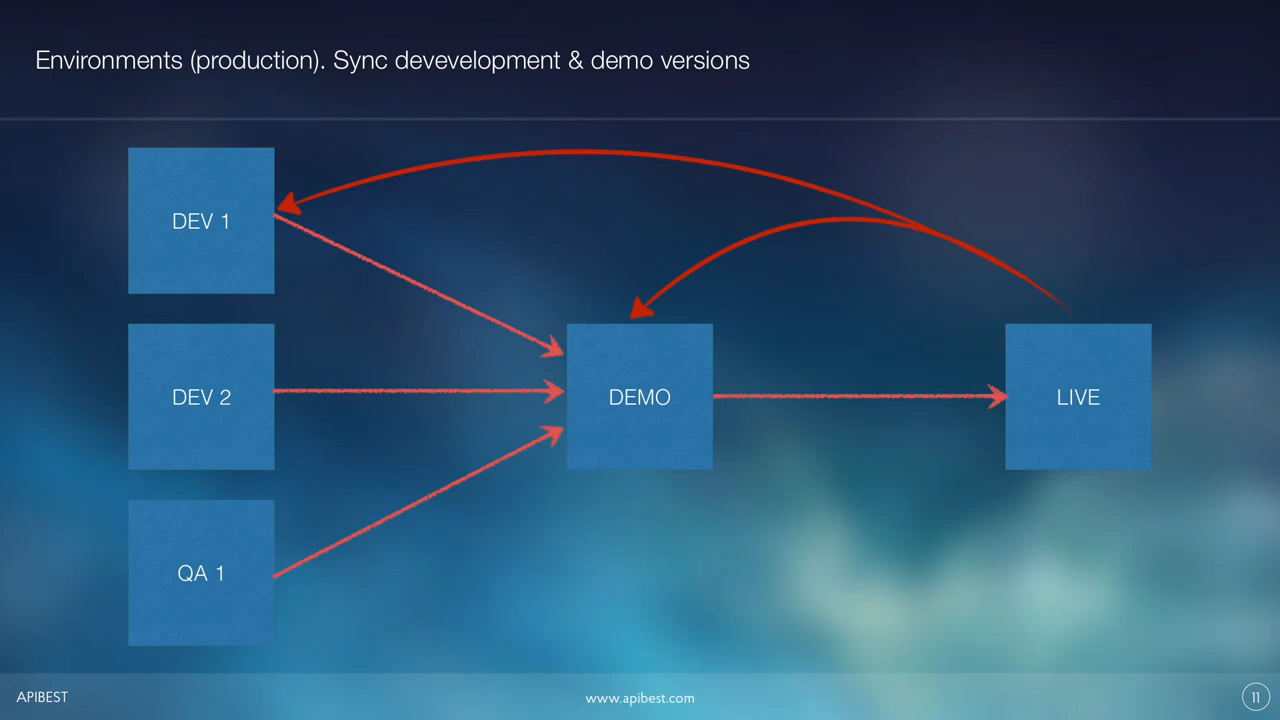 Environments (production). Sync devevelopment & demo versions
DEV 1
DEV 2
DEMO
LIVE
QA 1
APIBEST
www.apibest.com
11